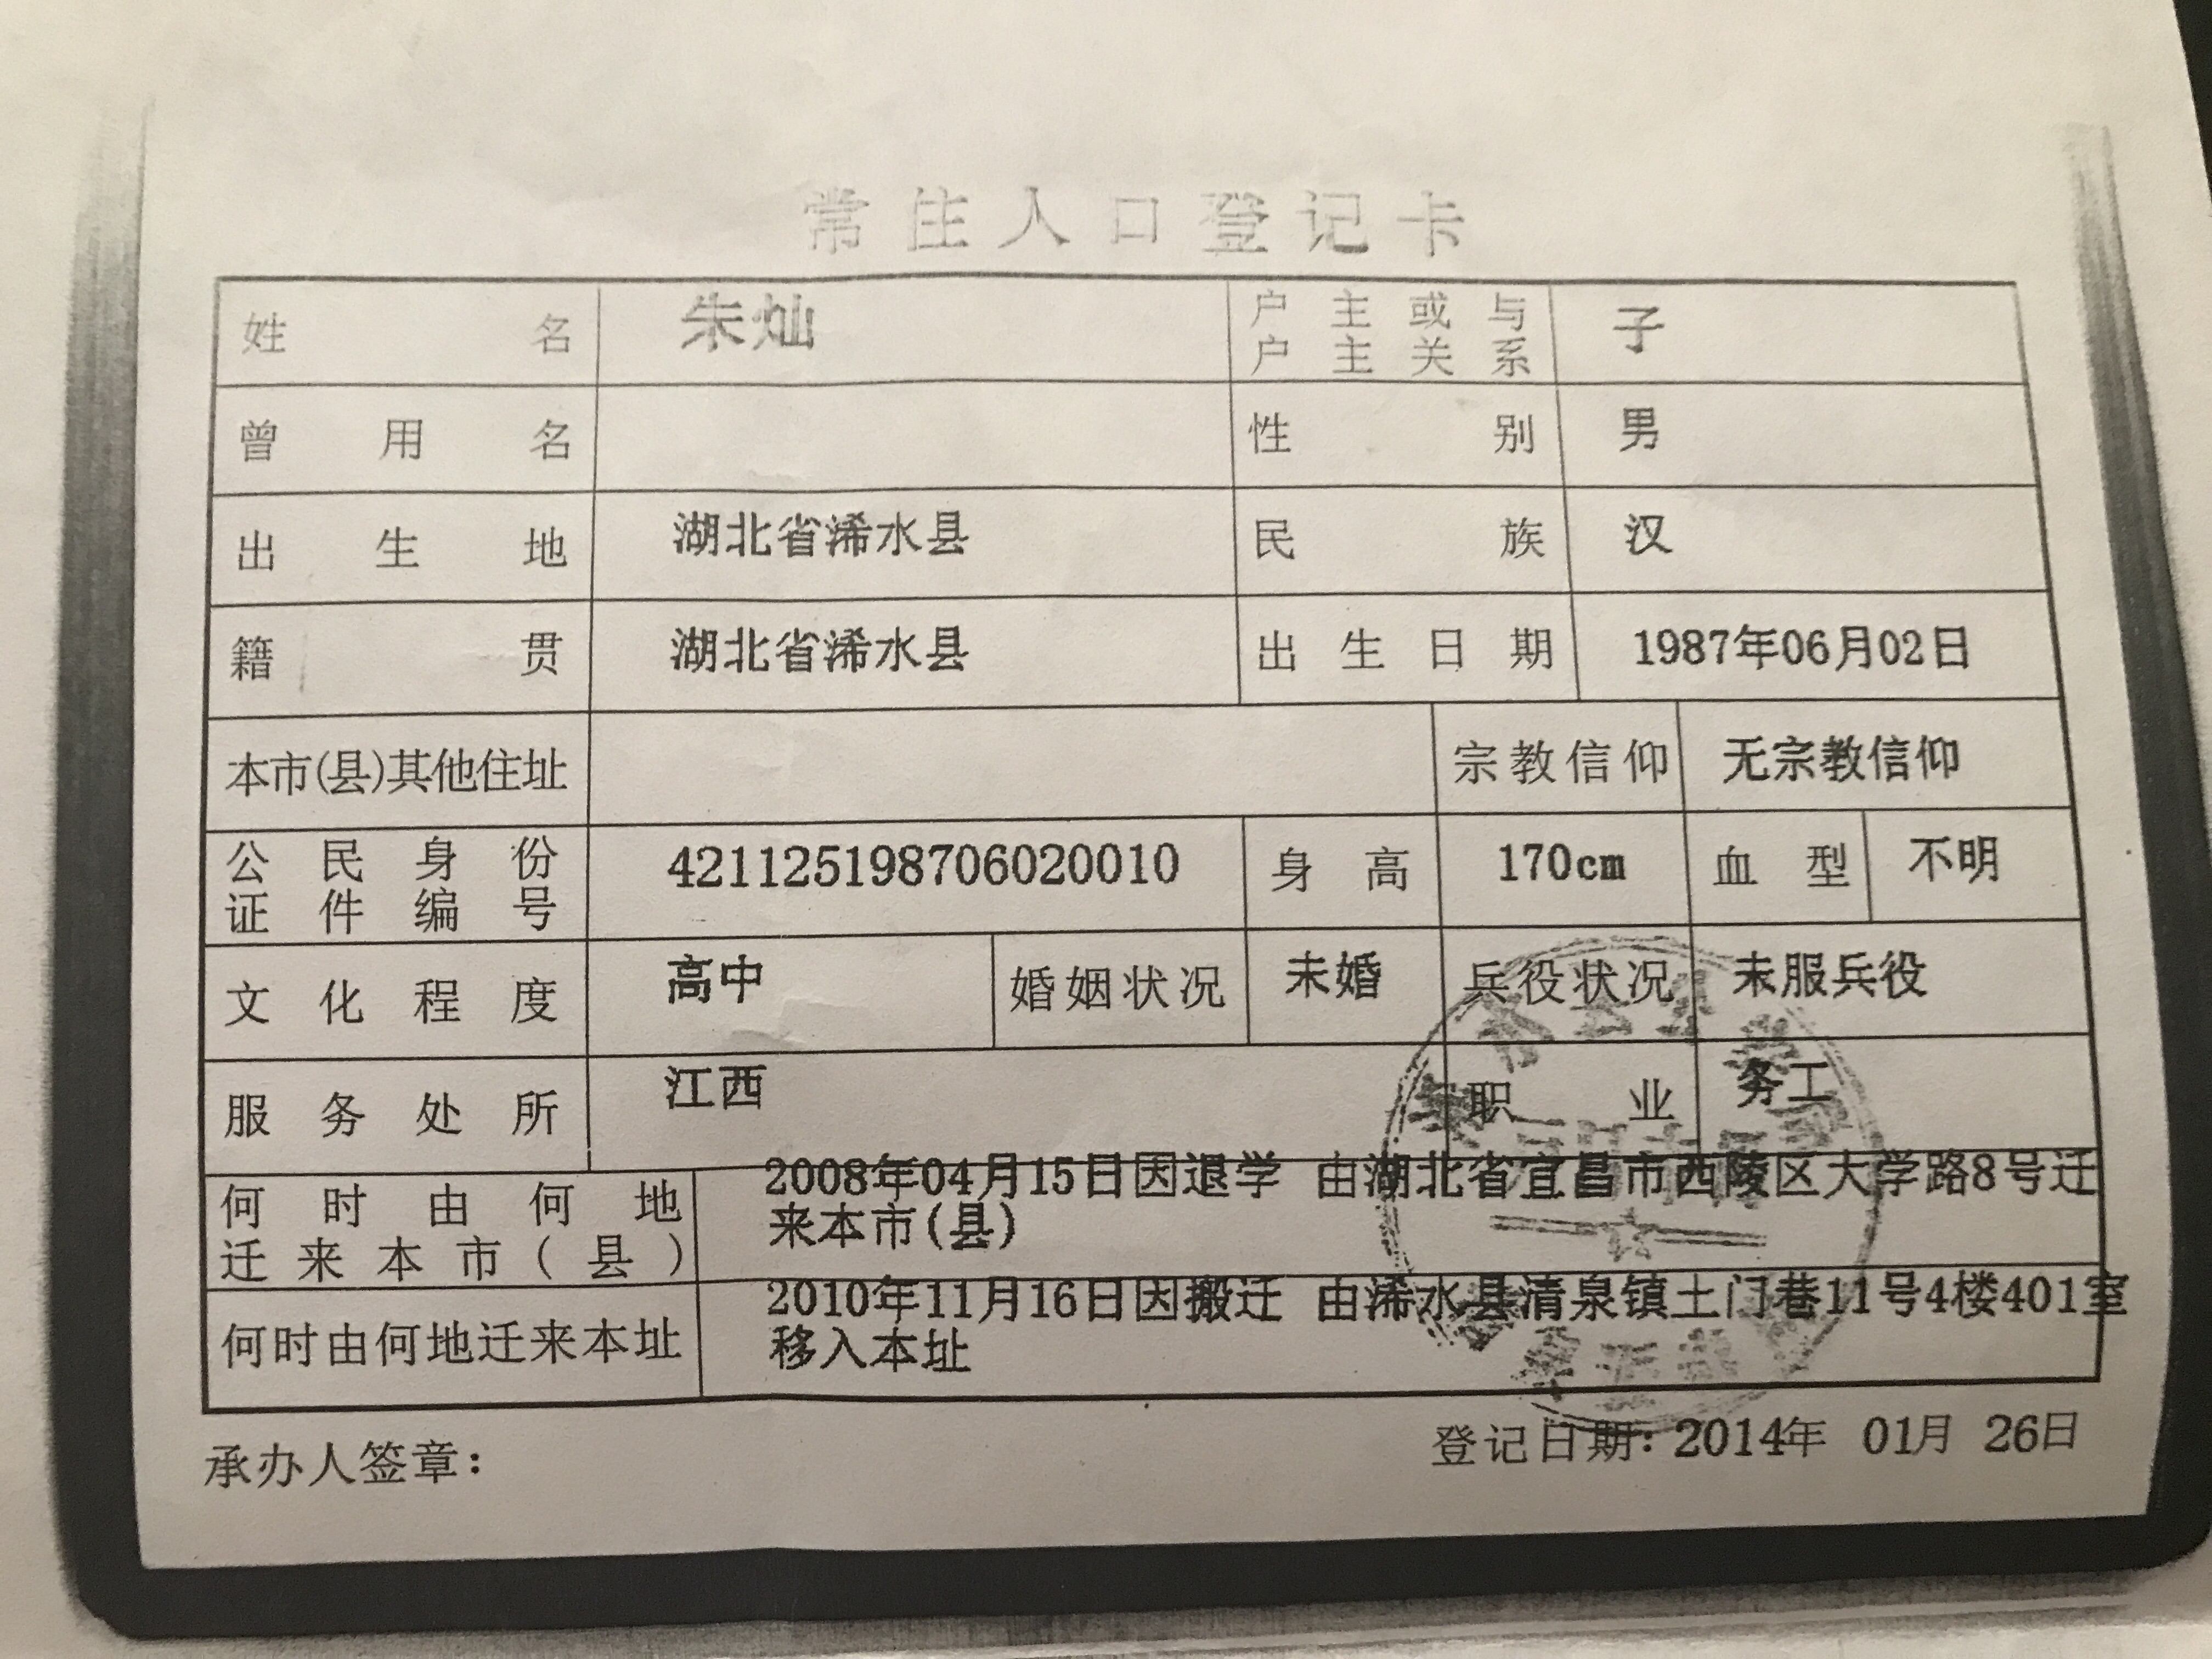 常住人口登记卡
姓名 朱灿 户主或与户主关系 子
曾用名 性别 男
出生地 湖北省浠水县 民族 汉
籍贯 湖北省浠水县 出生日期 1987年06月02日
本市(县)其他住址 宗教信仰 无宗教信仰
公民身份证件编号 421125198706020010 身高 170cm 血型 不明
文化程度 高中 婚姻状况 未婚 兵役状况 未服兵役
服务处所 江西 职业 务工
何时由何地迁来本市(县) 2008年04月15日因退学 由湖北省宜昌市西陵区大学路8号迁
来本市(县)
何时由何地迁来本址 2010年11月16日因搬迁 由浠水县清泉镇土门巷11号4楼401室
移入本址
承办人签章: 登记日期:2014年 01月 26日